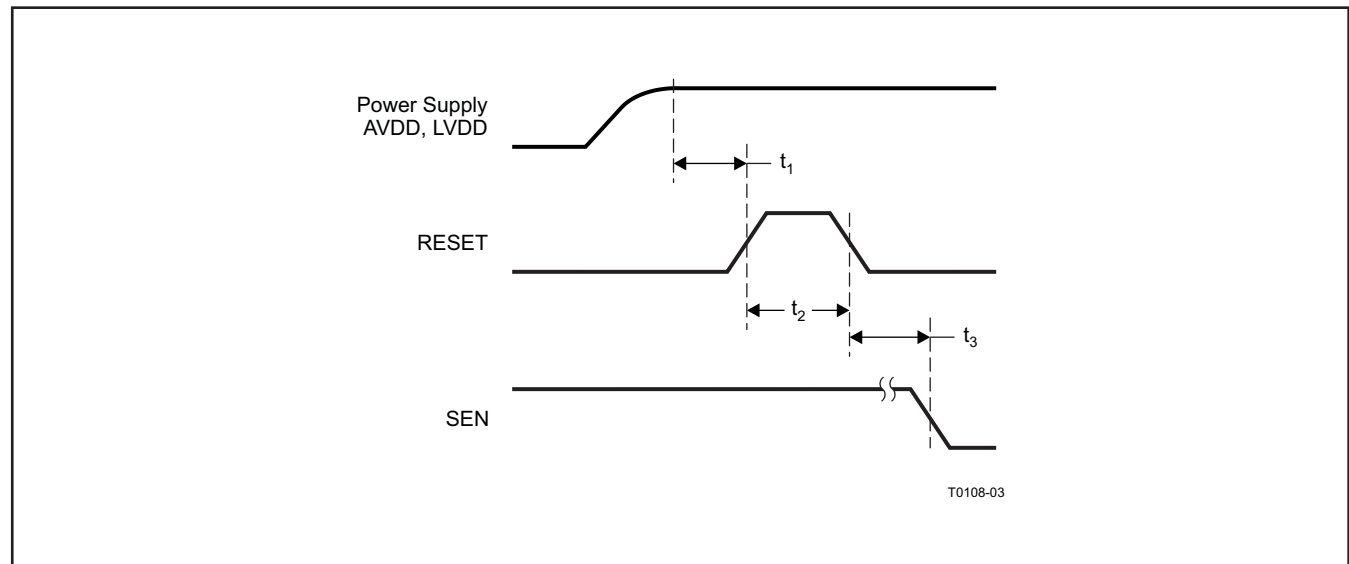 Power Supply
AVDD, LVDD
t₁
RESET
t₂
t₃
SEN
T0108-03